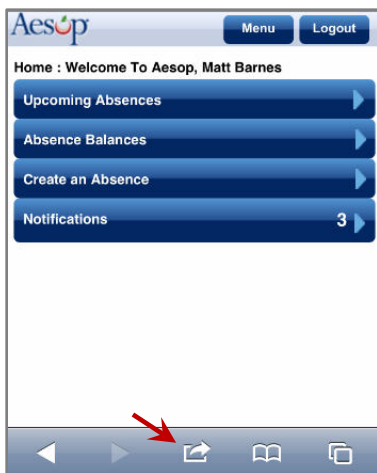 Aesop
Menu
Logout
Home : Welcome To Aesop, Matt Barnes
Upcoming Absences
Absence Balances
Create an Absence
Notifications 3